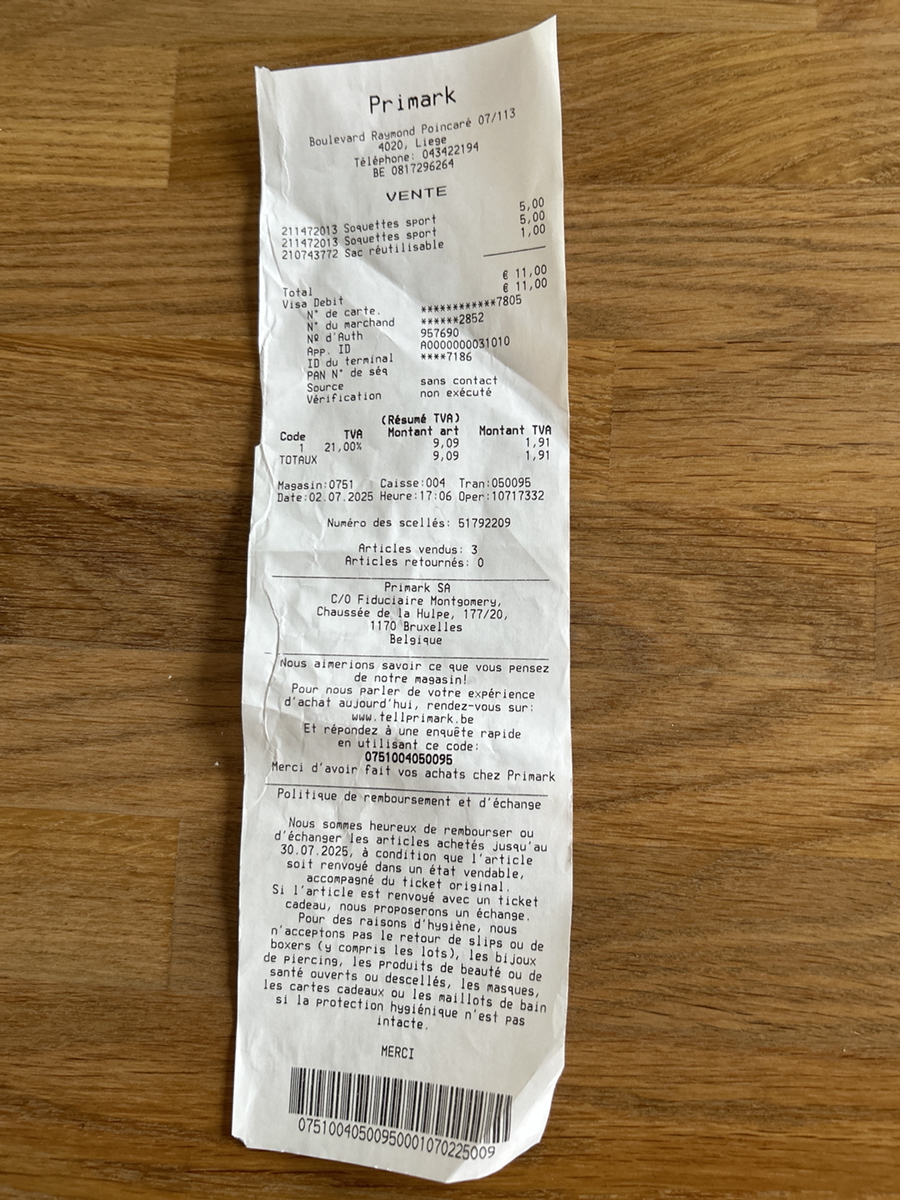 Primark
Boulevard Raymond Poincaré 07/113
4020, Liege
Téléphone: 043422194
BE 0817296264
VENTE
211472013 Soquettes sport 5,00
211472013 Soquettes sport 5,00
210743772 Sac réutilisable 1,00
Total € 11,00
Visa Debit € 11,00
N° de carte. ************7805
N° du marchand ******2852
Nº d'Auth 957690
App. ID A0000000031010
ID du terminal ****7186
PAN N° de séq
Source sans contact
Vérification non exécuté
(Résumé TVA)
Code TVA Montant art Montant TVA
1 21,00% 9,09 1,91
TOTAUX 9,09 1,91
Magasin:0751 Caisse:004 Tran:050095
Date:02.07.2025 Heure:17:06 Oper:10717332
Numéro des scellés: 51792209
Articles vendus: 3
Articles retournés: 0
Primark SA
C/O Fiduciaire Montgomery,
Chaussée de la Hulpe, 177/20,
1170 Bruxelles
Belgique
Nous aimerions savoir ce que vous pensez
de notre magasin!
Pour nous parler de votre expérience
d'achat aujourd'hui, rendez-vous sur:
www.tellprimark.be
Et répondez à une enquête rapide
en utilisant ce code:
0751004050095
Merci d'avoir fait vos achats chez Primark
Politique de remboursement et d'échange
Nous sommes heureux de rembourser ou
d'échanger les articles achetés jusqu'au
30.07.2025, à condition que l'article
soit renvoyé dans un état vendable,
accompagné du ticket original.
Si l'article est renvoyé avec un ticket
cadeau, nous proposerons un échange.
Pour des raisons d'hygiène, nous
n'acceptons pas le retour de slips ou de
boxers (y compris les lots), les bijoux
de piercing, les produits de beauté ou de
santé ouverts ou descellés, les masques,
les cartes cadeaux ou les maillots de bain
si la protection hygiénique n'est pas
intacte.
MERCI
07510040500950001070225009